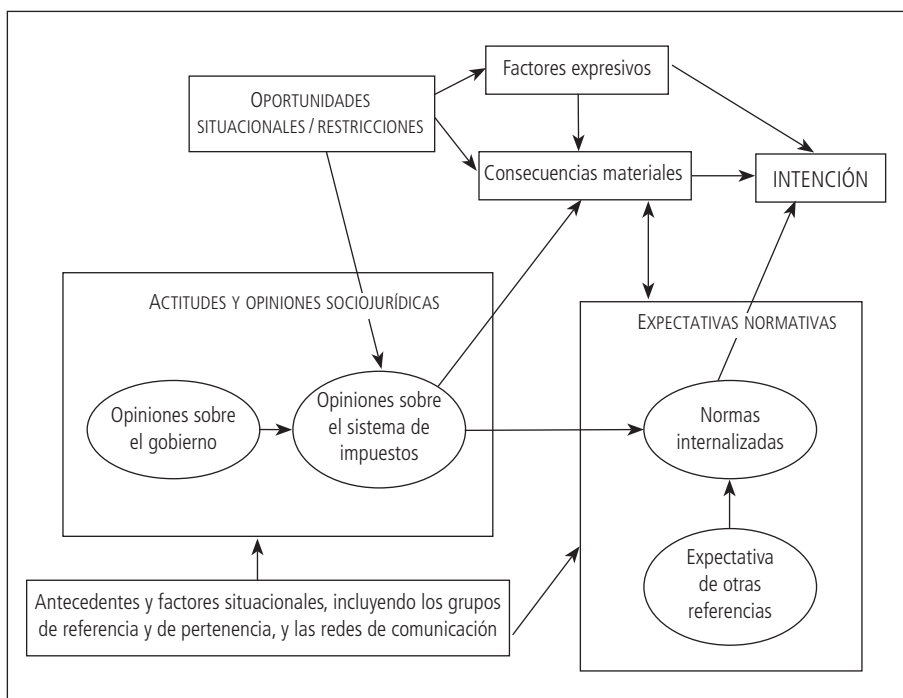 Factores expresivos
OPORTUNIDADES
SITUACIONALES / RESTRICCIONES
Consecuencias materiales
INTENCIÓN
ACTITUDES Y OPINIONES SOCIOJURÍDICAS
EXPECTATIVAS NORMATIVAS
Opiniones sobre
el gobierno
Opiniones sobre
el sistema de
impuestos
Normas
internalizadas
Expectativa
de otras
referencias
Antecedentes y factores situacionales, incluyendo los grupos
de referencia y de pertenencia, y las redes de comunicación